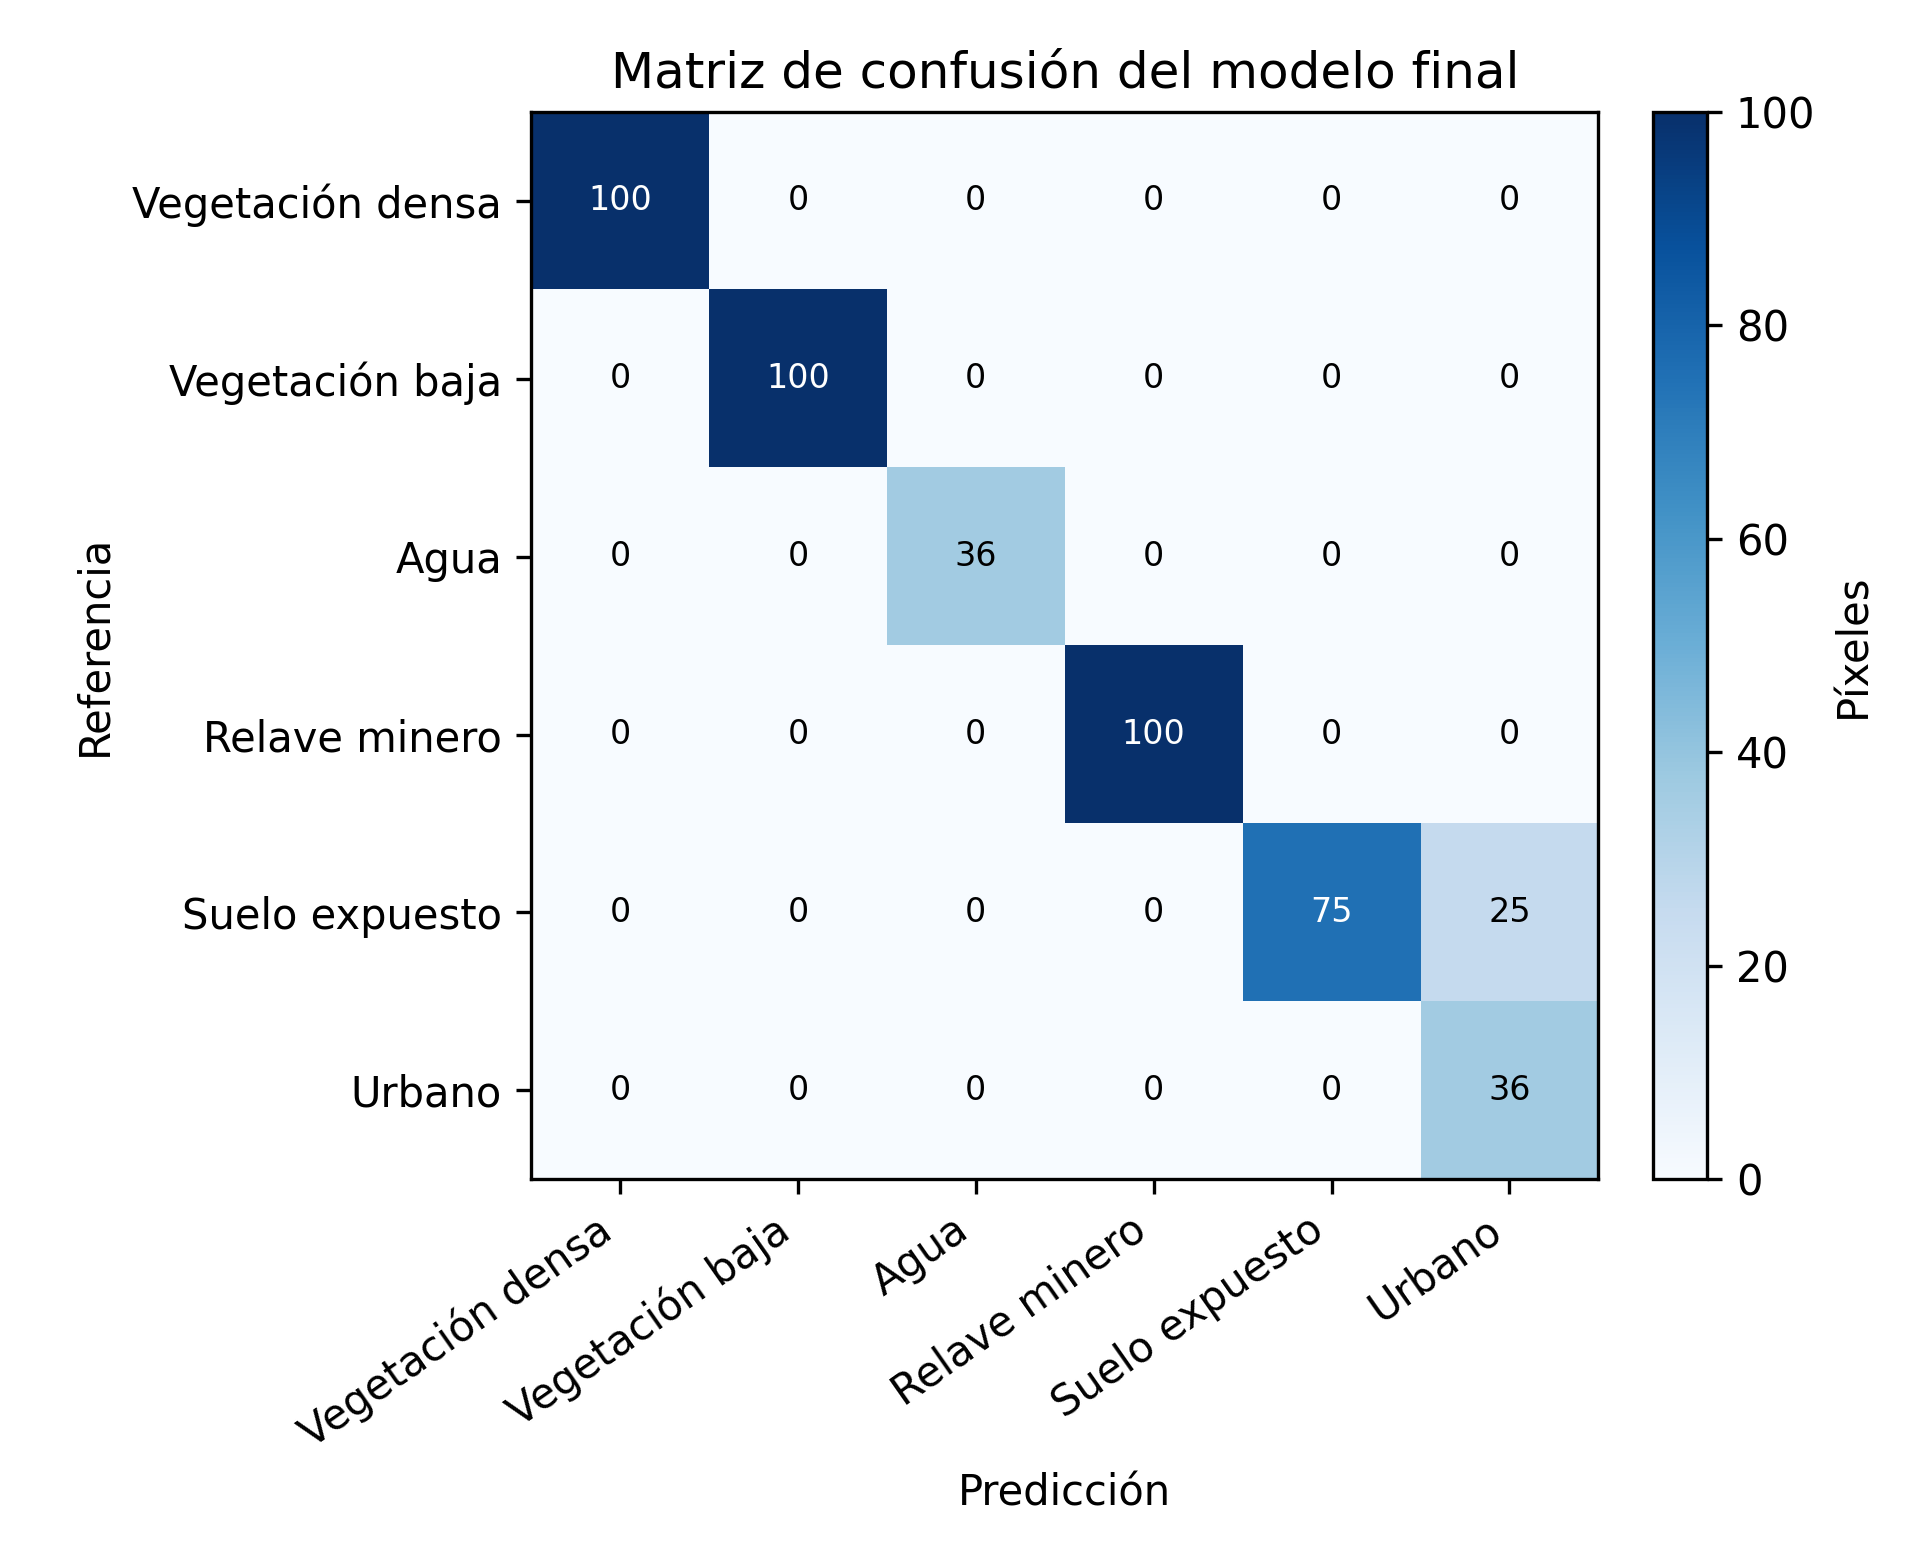 Matriz de confusión del modelo final
Vegetación densa 100 0 0 0 0 0
Vegetación baja 0 100 0 0 0 0
Agua 0 0 36 0 0 0
Relave minero 0 0 0 100 0 0
Suelo expuesto 0 0 0 0 75 25
Urbano 0 0 0 0 0 36
Referencia
Vegetación densa
Vegetación baja
Agua
Relave minero
Suelo expuesto
Urbano
Predicción
100
80
60
40
20
0
Píxeles